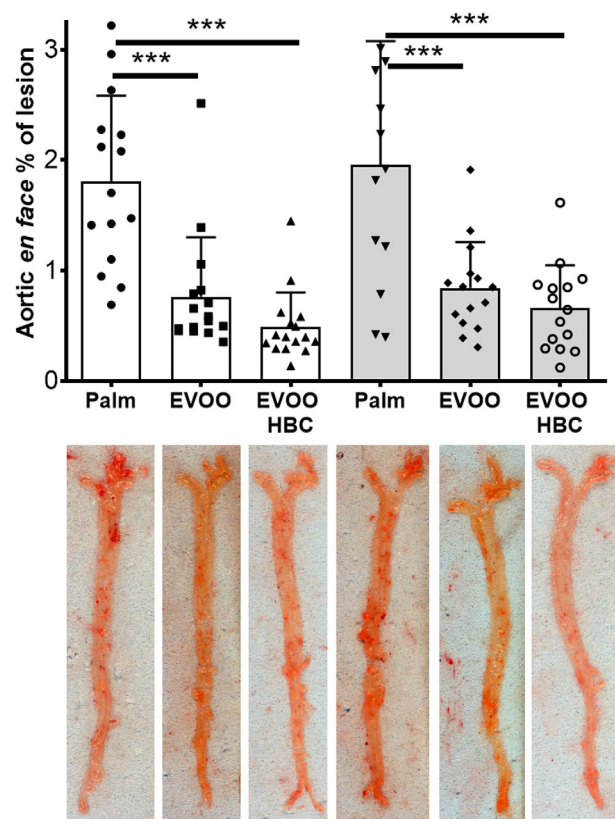 ***
***
***
***
Aortic en face % of lesion
3
2
1
0
Palm
EVOO
EVOO
HBC
Palm
EVOO
EVOO
HBC